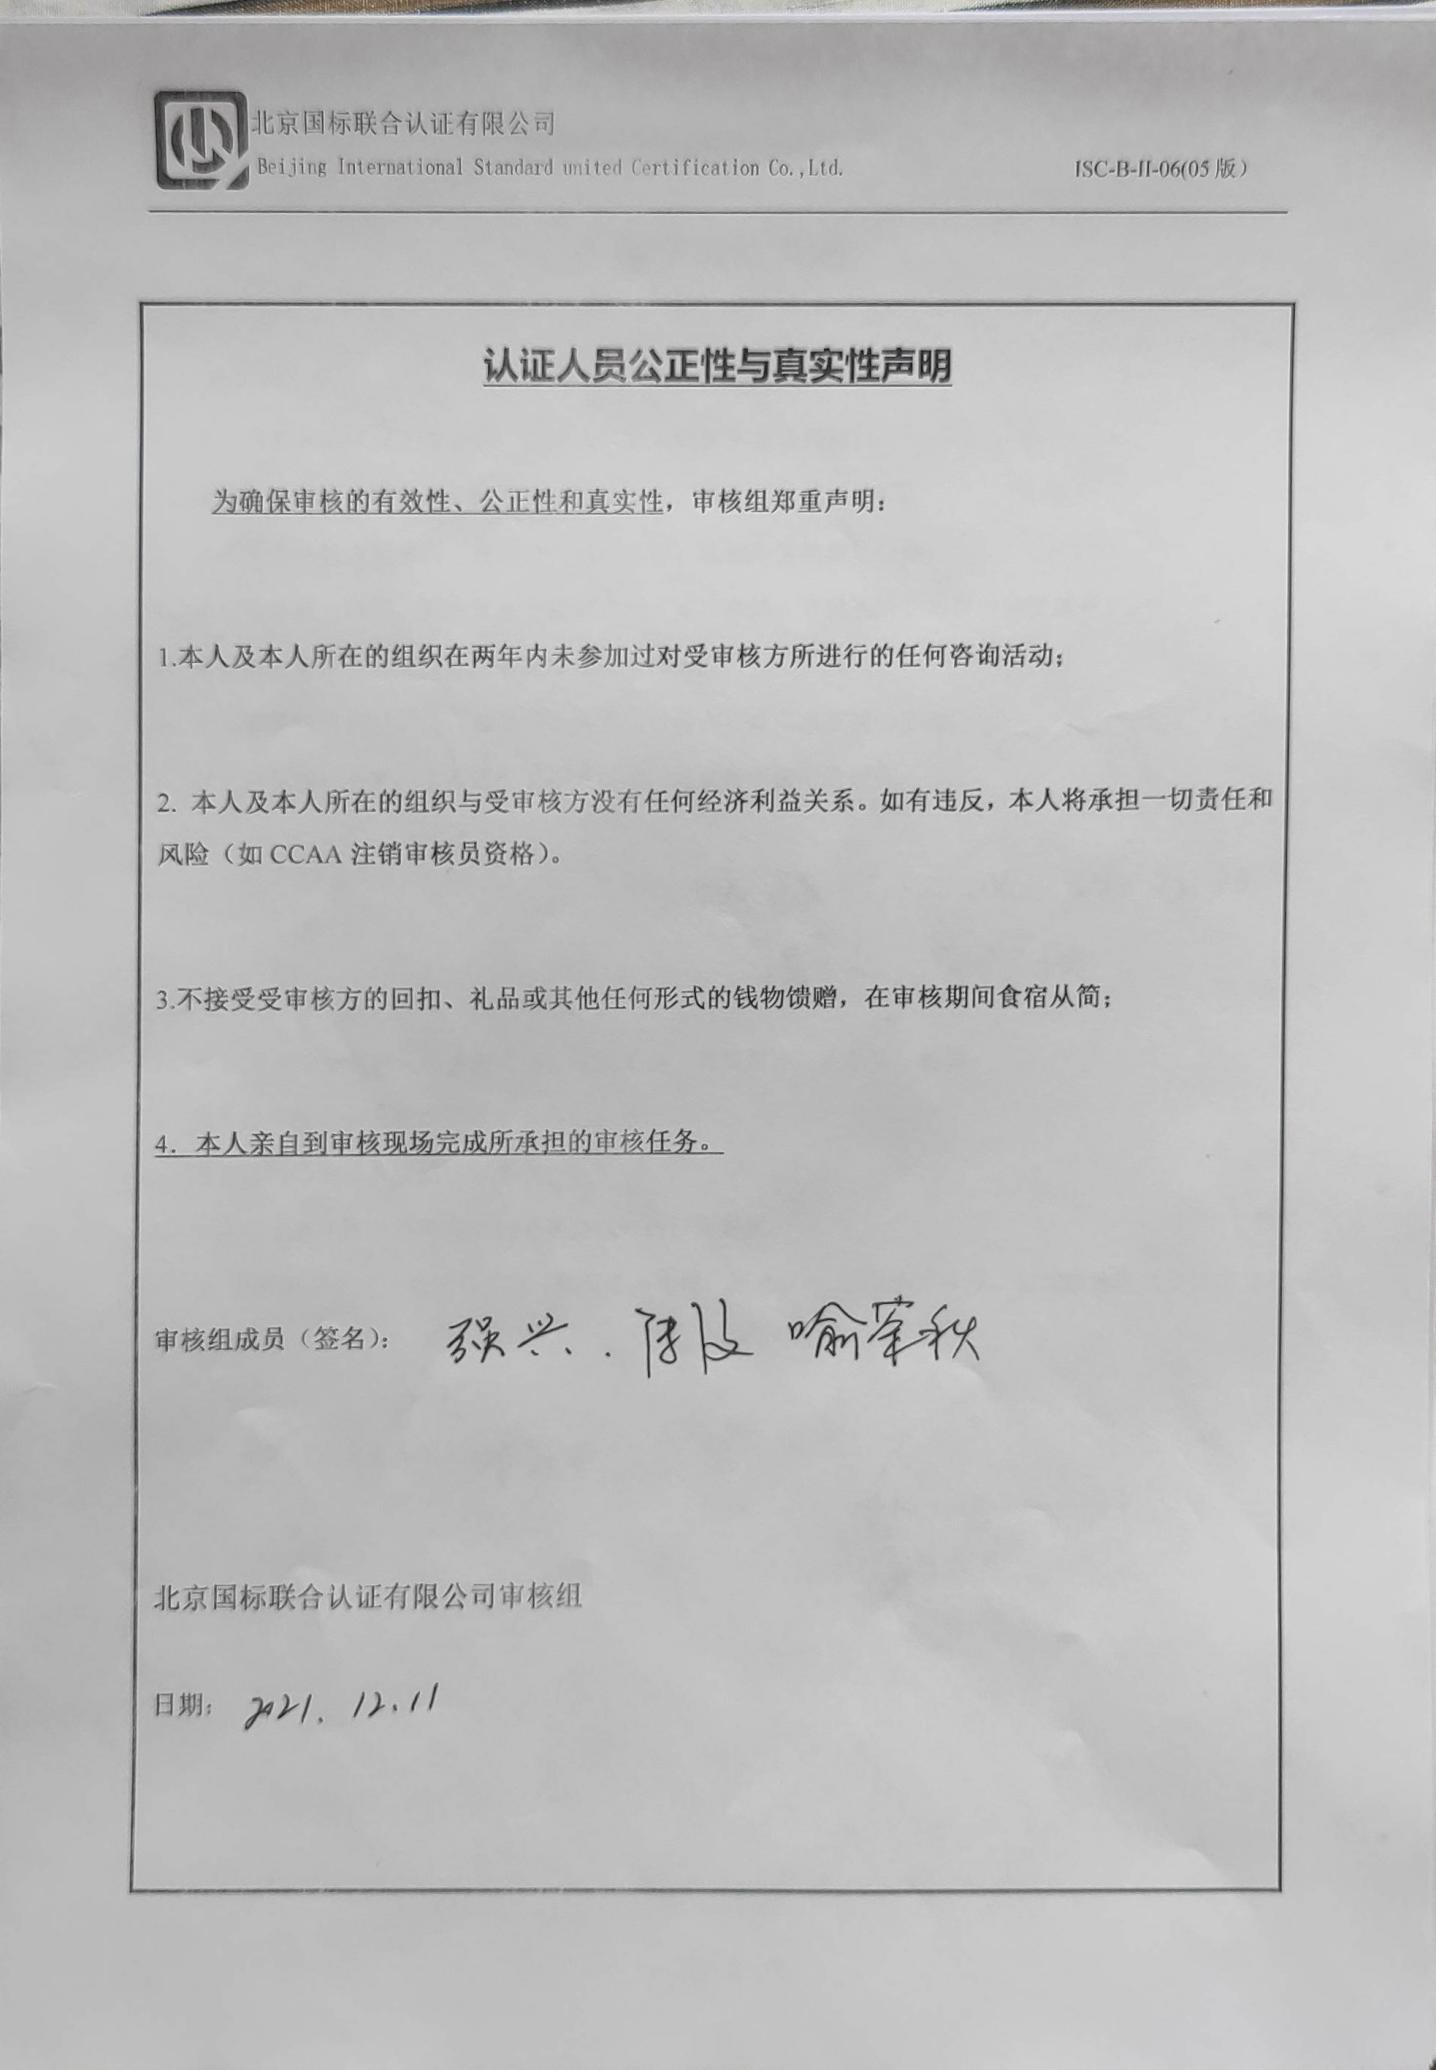 北京国标联合认证有限公司
Beijing International Standard united Certification Co.,Ltd.
ISC-B-II-06(05版）
认证人员公正性与真实性声明
为确保审核的有效性、公正性和真实性，审核组郑重声明：
1.本人及本人所在的组织在两年内未参加过对受审核方所进行的任何咨询活动；
2. 本人及本人所在的组织与受审核方没有任何经济利益关系。如有违反，本人将承担一切责任和
风险（如 CCAA 注销审核员资格）。
3.不接受受审核方的回扣、礼品或其他任何形式的钱物馈赠，在审核期间食宿从简；
4．本人亲自到审核现场完成所承担的审核任务。
审核组成员（签名）： 强兴
北京国标联合认证有限公司审核组
日期： 2021.12.11